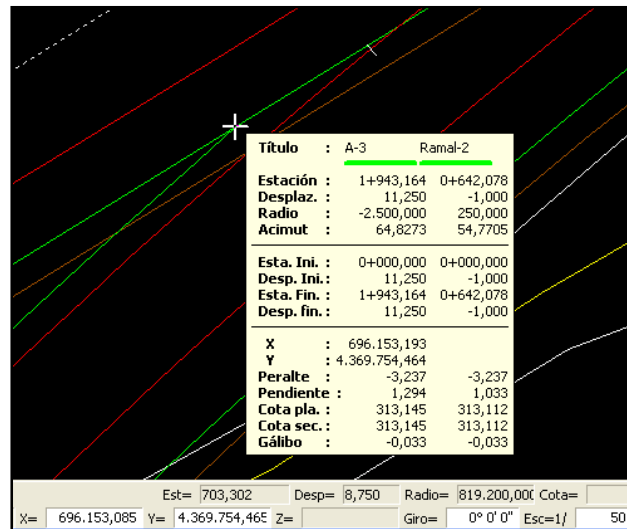 Título : A-3 Ramal-2
Estación : 1+943,164 0+642,078
Desplaz. : 11,250 -1,000
Radio : -2.500,000 250,000
Acimut : 64,8273 54,7705
Esta. Ini. : 0+000,000 0+000,000
Desp. Ini.: 11,250 -1,000
Esta. Fin. : 1+943,164 0+642,078
Desp. fin. : 11,250 -1,000
X : 696.153,193
Y : 4.369.754,464
Peralte : -3,237 -3,237
Pendiente : 1,294 1,033
Cota pla. : 313,145 313,112
Cota sec.: 313,145 313,112
Gálibo : -0,033 -0,033
Est= 703,302 Desp= 8,750 Radio= 819.200,000 Cota=
X= 696.153,085 Y= 4.369.754,465 Z= Giro= 0° 0' 0" Esc=1/ 50